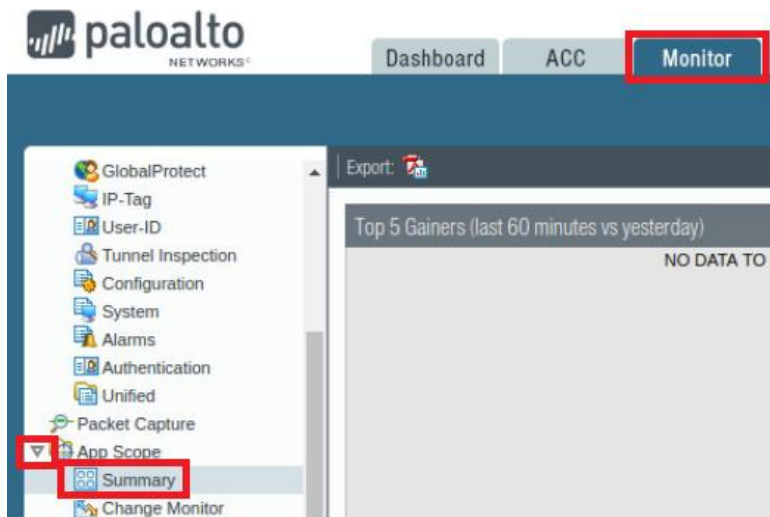 paloalto
NETWORKS®
Dashboard
ACC
Monitor
GlobalProtect
IP-Tag
User-ID
Tunnel Inspection
Configuration
System
Alarms
Authentication
Unified
Packet Capture
App Scope
Summary
Change Monitor
Export:
Top 5 Gainers (last 60 minutes vs yesterday)
NO DATA TO